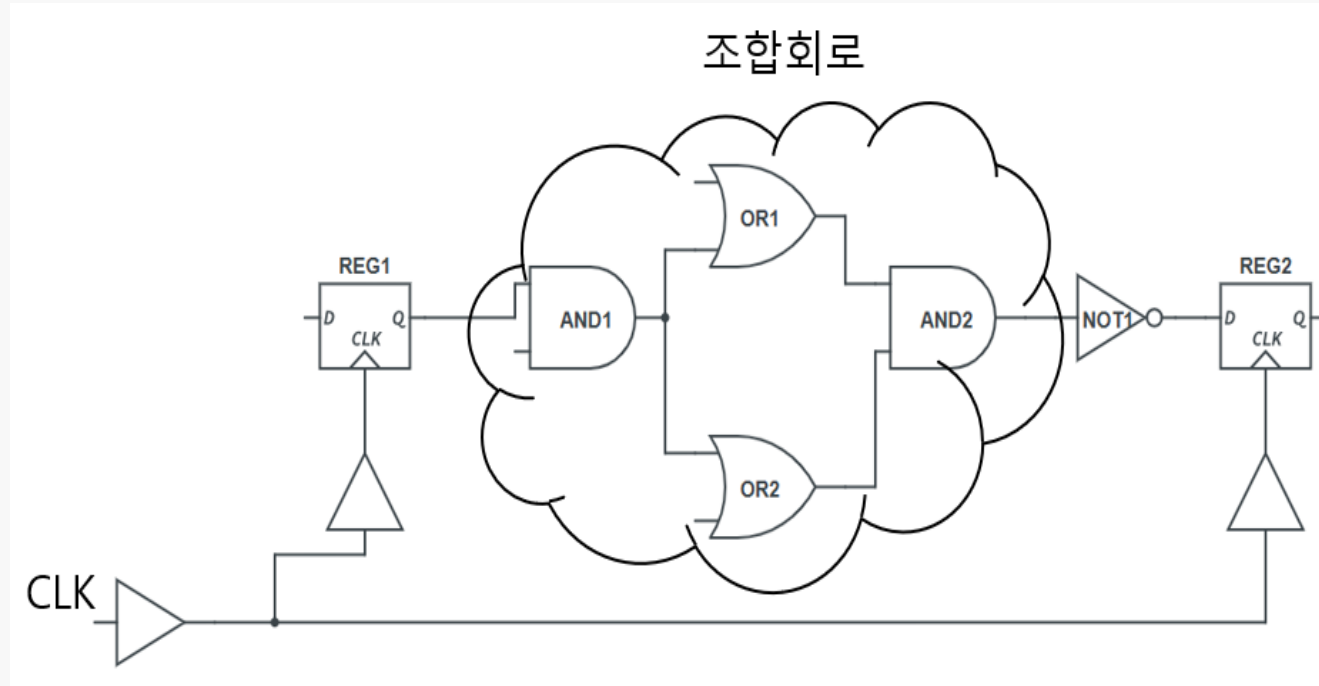 조합회로
OR1
REG1
REG2
D
Q
CLK
AND1
AND2
NOT1
D
Q
CLK
OR2
CLK